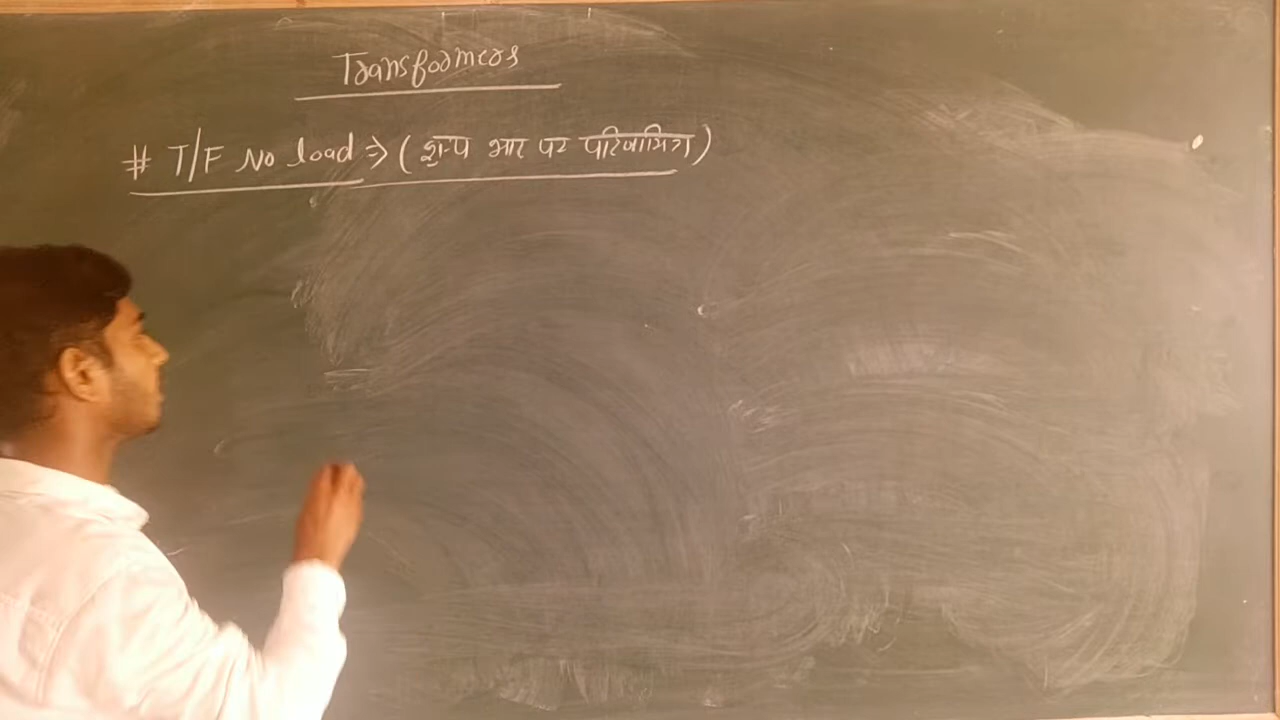 Transformers
# T/F No load ⇒ (शून्य भार पर परिणामित्र)